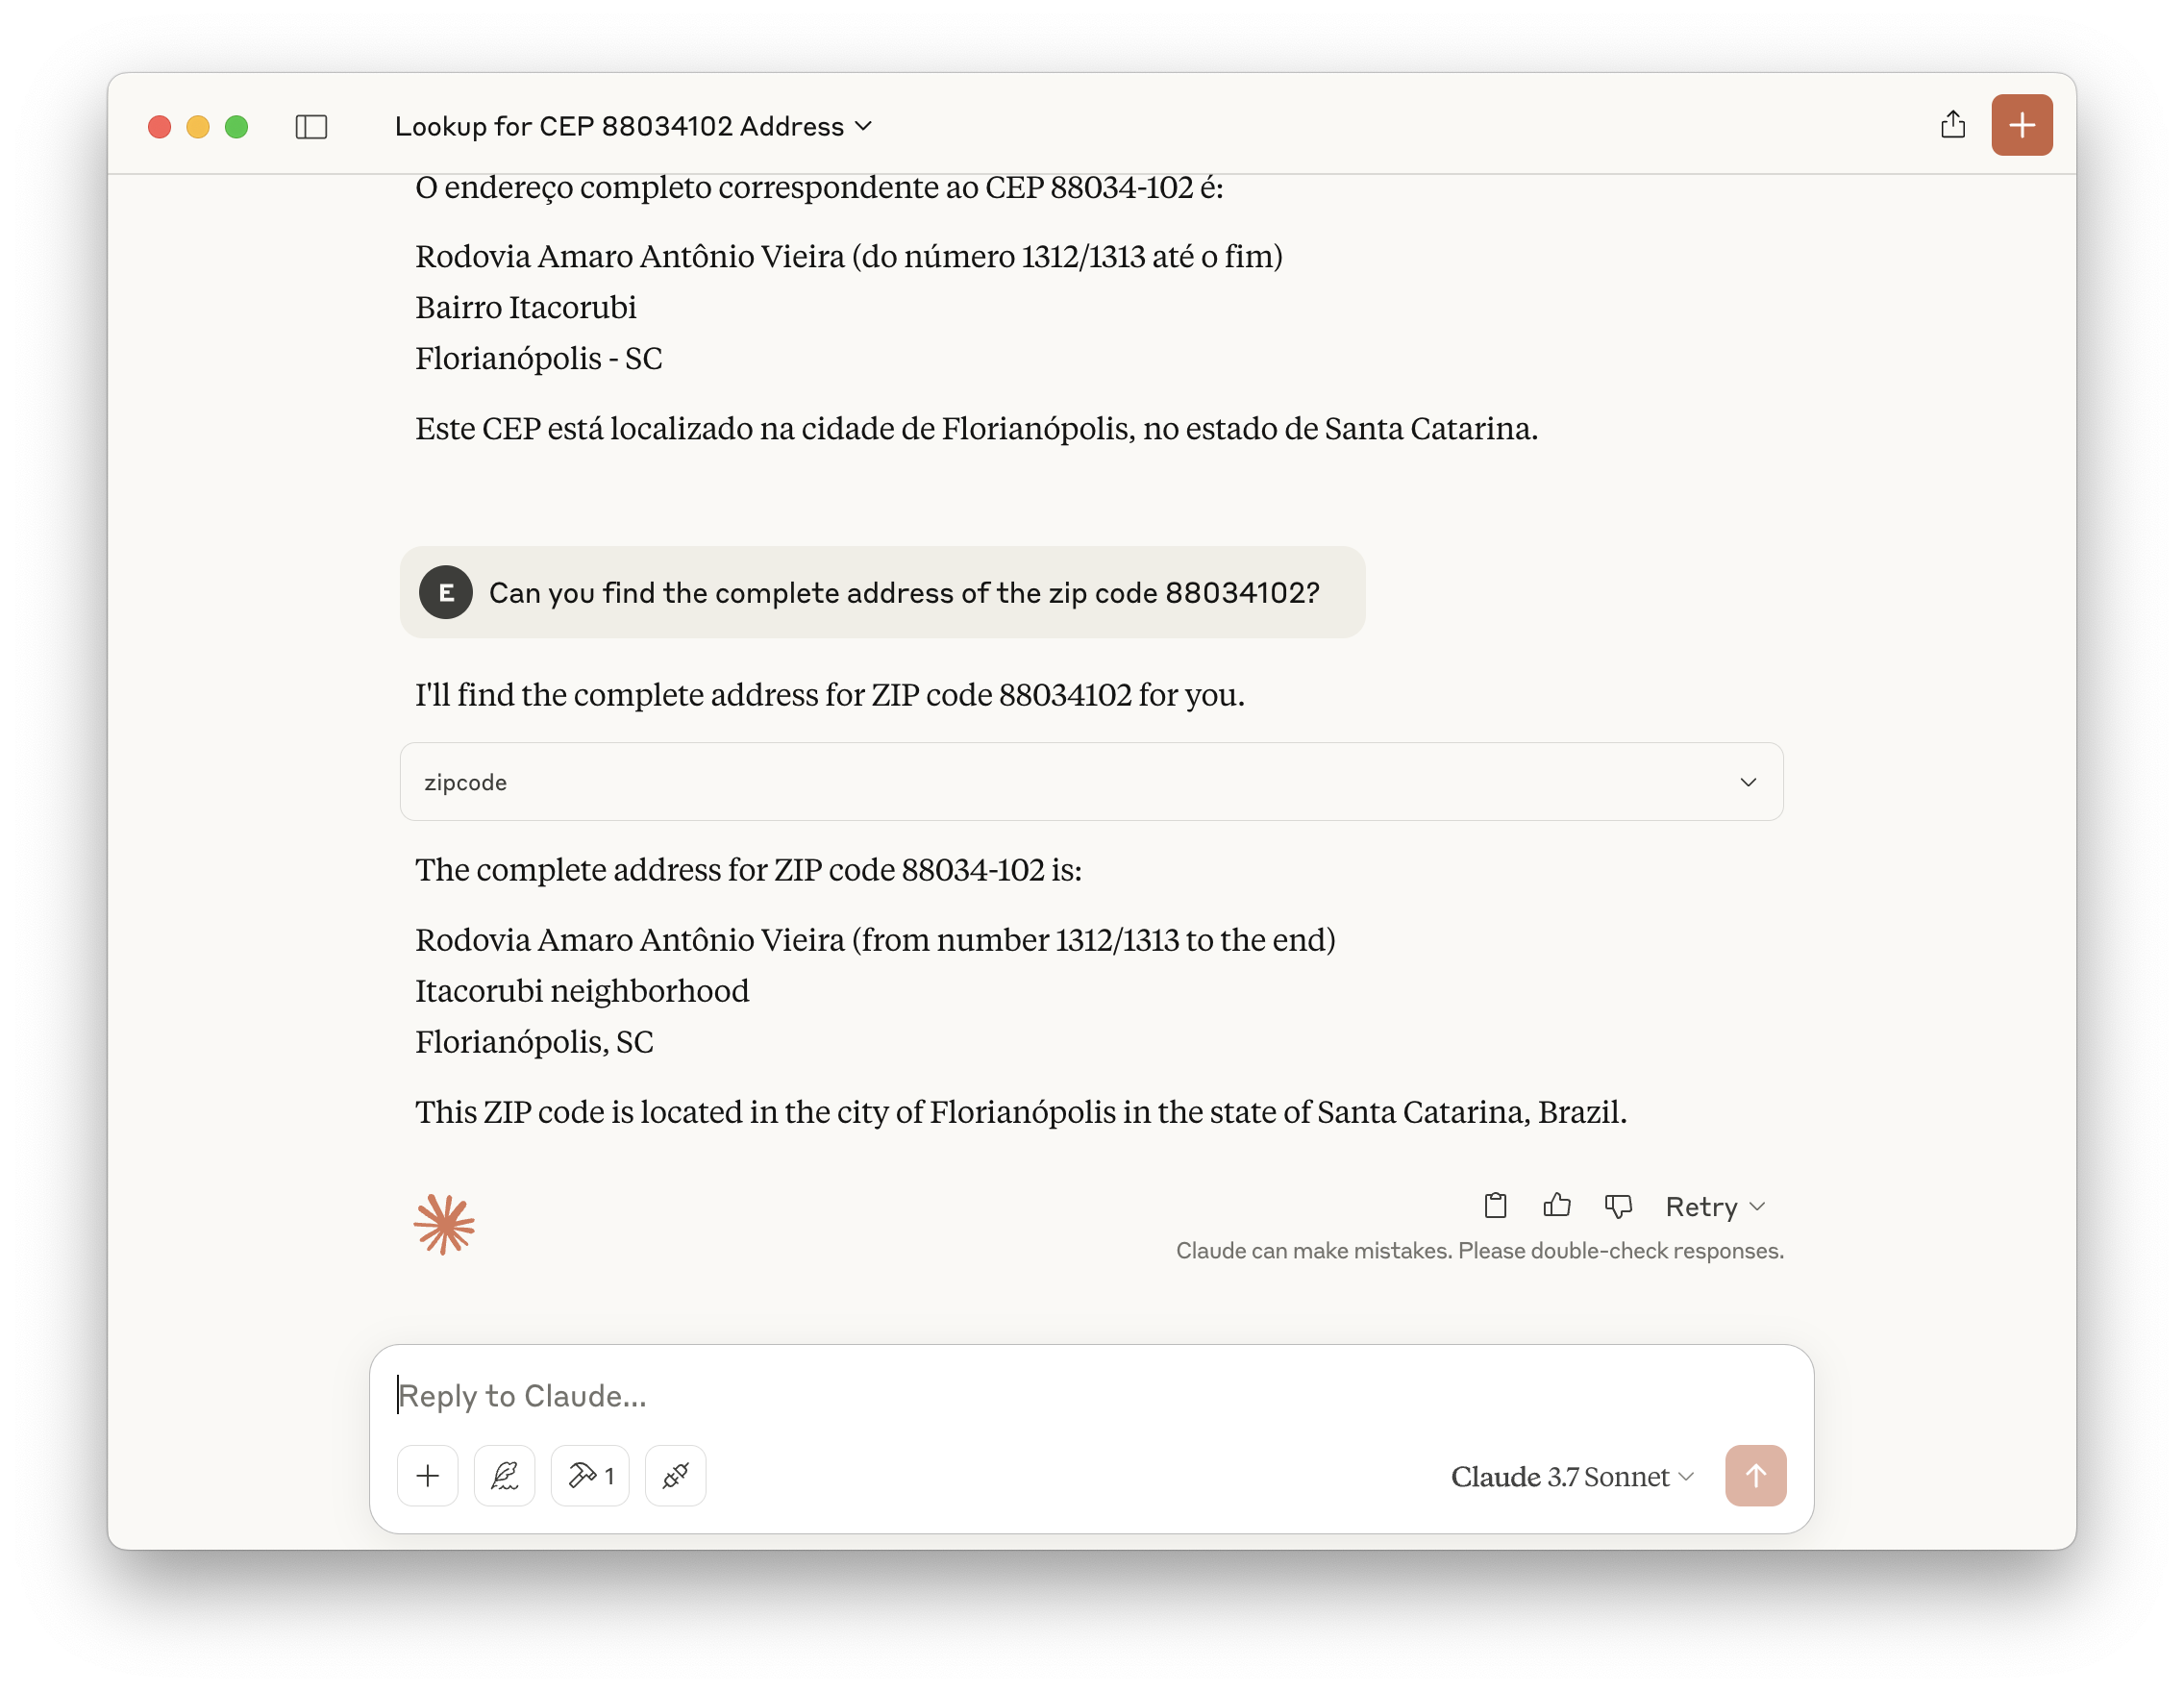 Lookup for CEP 88034102 Address
O endereço completo correspondente ao CEP 88034-102 é:
Rodovia Amaro Antônio Vieira (do número 1312/1313 até o fim)
Bairro Itacorubi
Florianópolis - SC
Este CEP está localizado na cidade de Florianópolis, no estado de Santa Catarina.
E Can you find the complete address of the zip code 88034102?
I'll find the complete address for ZIP code 88034102 for you.
zipcode
The complete address for ZIP code 88034-102 is:
Rodovia Amaro Antônio Vieira (from number 1312/1313 to the end)
Itacorubi neighborhood
Florianópolis, SC
This ZIP code is located in the city of Florianópolis in the state of Santa Catarina, Brazil.
Retry
Claude can make mistakes. Please double-check responses.
Reply to Claude...
1
Claude 3.7 Sonnet